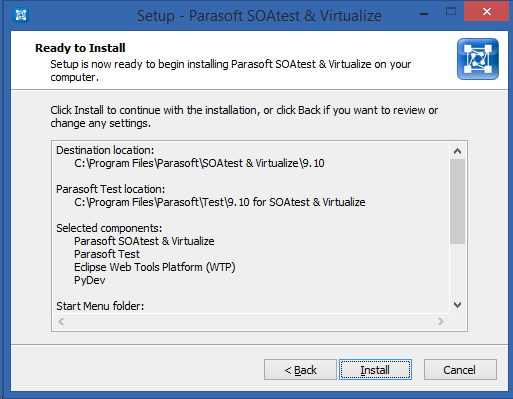 Setup - Parasoft SOAtest & Virtualize
Ready to Install
Setup is now ready to begin installing Parasoft SOAtest & Virtualize on your
computer.
Click Install to continue with the installation, or click Back if you want to review or
change any settings.
Destination location:
C:\Program Files\Parasoft\SOAtest & Virtualize\9.10
Parasoft Test location:
C:\Program Files\Parasoft\Test\9.10 for SOAtest & Virtualize
Selected components:
Parasoft SOAtest & Virtualize
Parasoft Test
Eclipse Web Tools Platform (WTP)
PyDev
Start Menu folder:
< Back
Install
Cancel